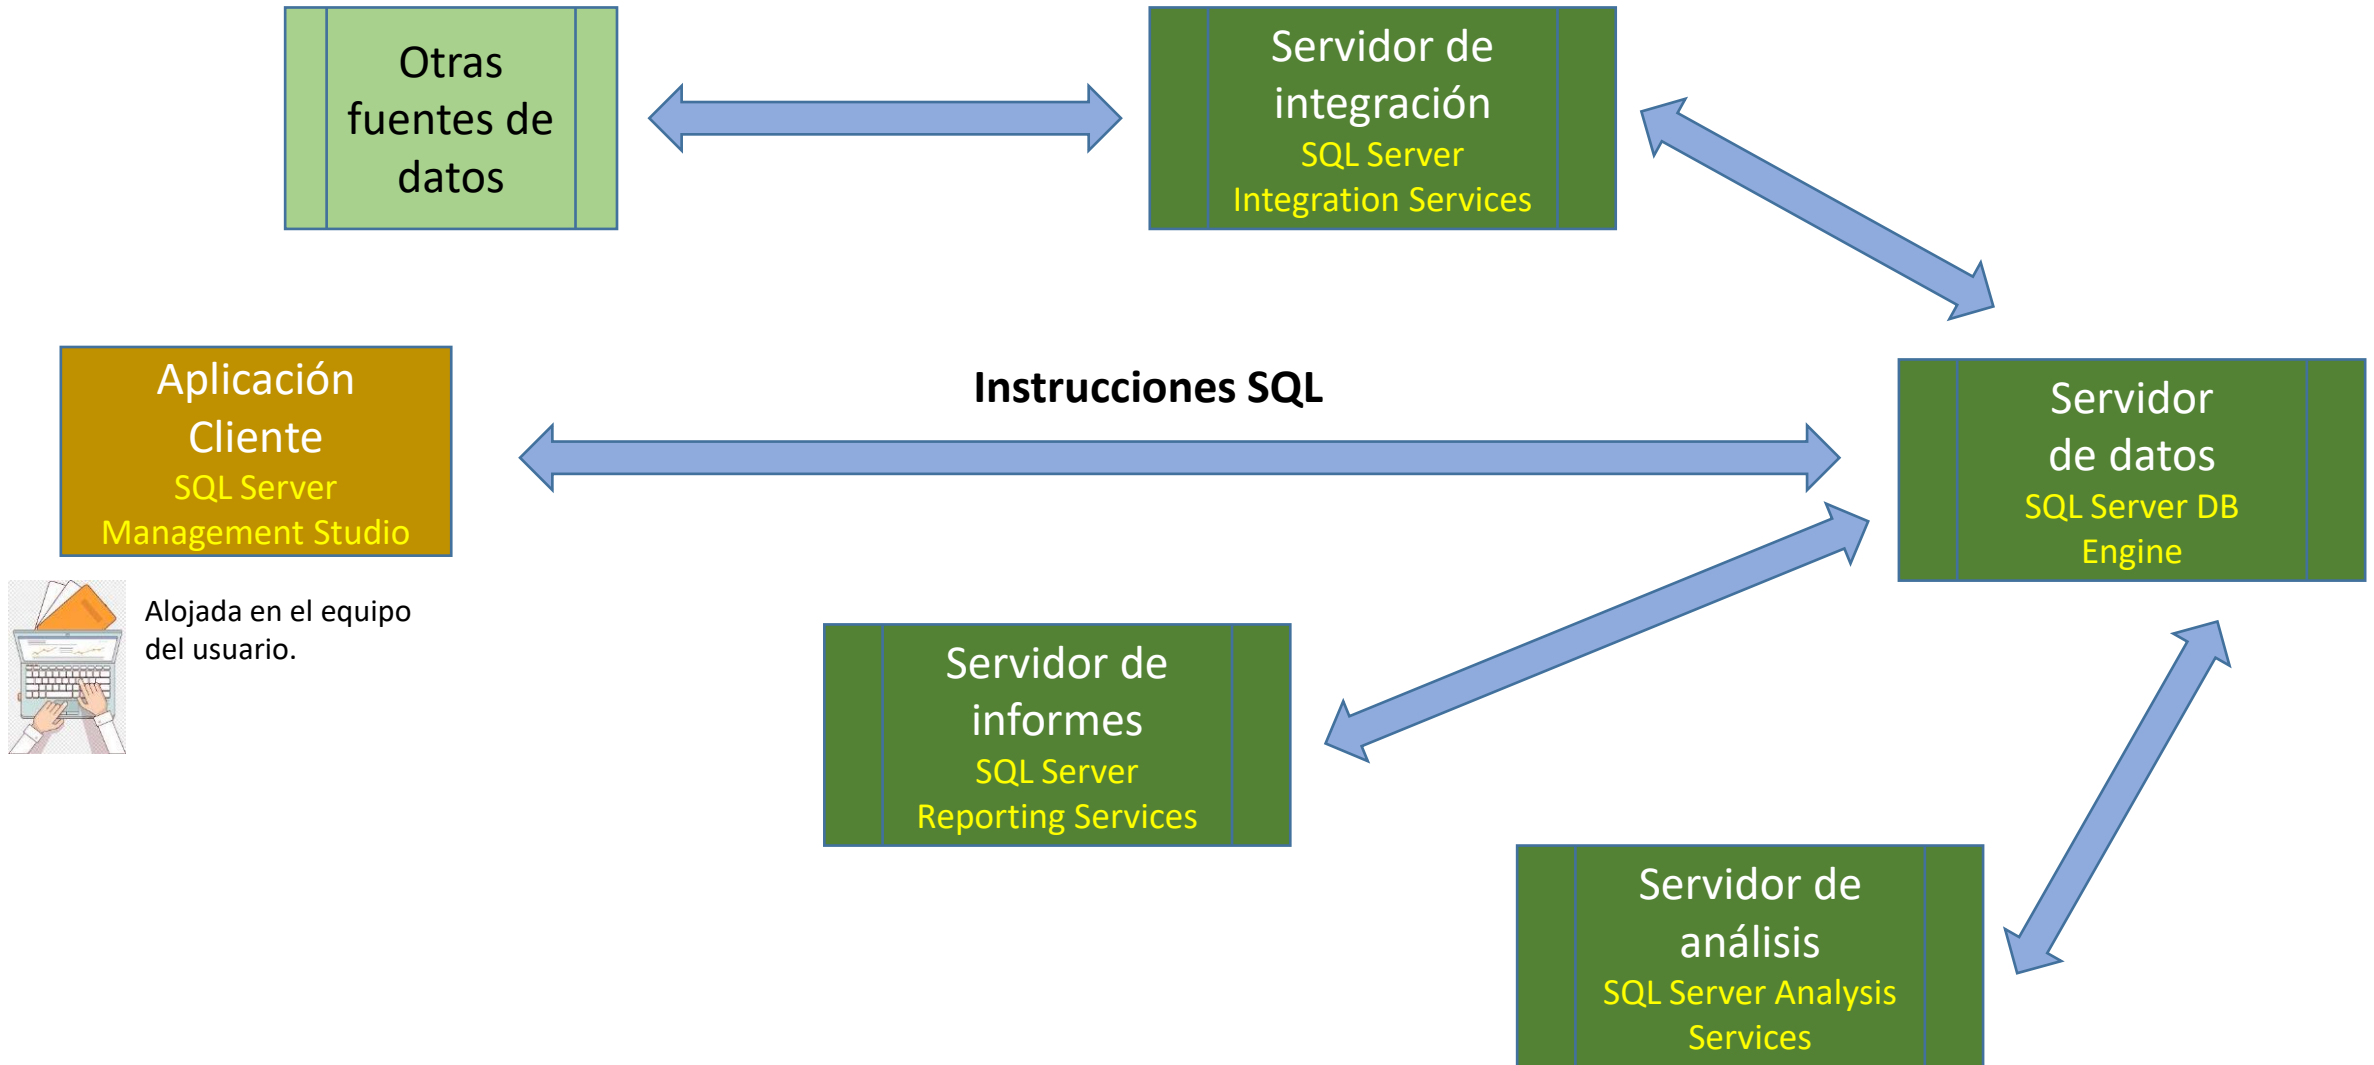 Otras
fuentes de
datos
Servidor de
integración
SQL Server
Integration Services
Aplicación
Cliente
SQL Server
Management Studio
Alojada en el equipo
del usuario.
Instrucciones SQL
Servidor
de datos
SQL Server DB
Engine
Servidor de
informes
SQL Server
Reporting Services
Servidor de
análisis
SQL Server Analysis
Services